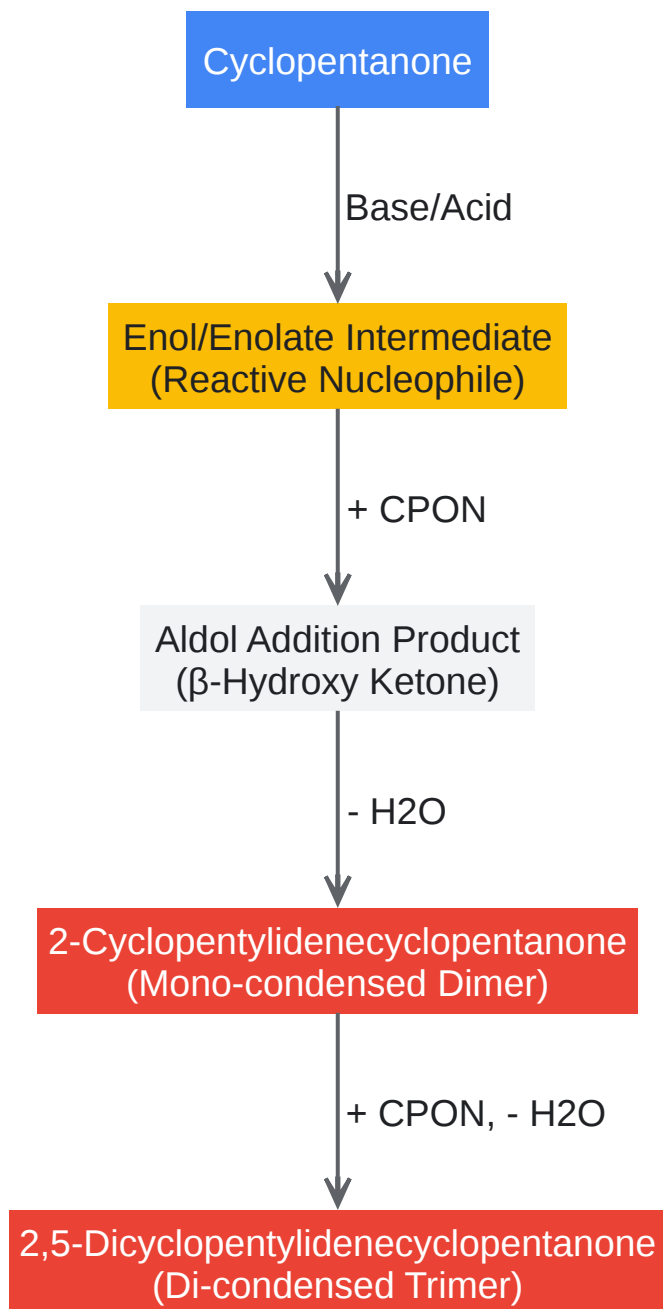 Cyclopentanone
Base/Acid
Enol/Enolate Intermediate
(Reactive Nucleophile)
+ CPON
Aldol Addition Product
(β-Hydroxy Ketone)
- H2O
2-Cyclopentylidenecyclopentanone
(Mono-condensed Dimer)
+ CPON, - H2O
2,5-Dicyclopentylidenecyclopentanone
(Di-condensed Trimer)